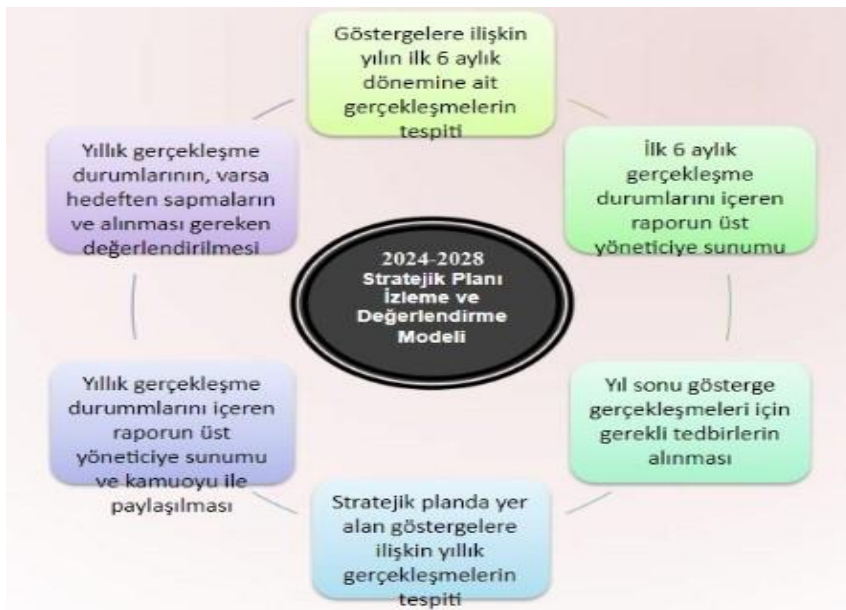 Göstergelere ilişkin
yılın ilk 6 aylık
dönemine ait
gerçekleşmelerin
tespiti
İlk 6 aylık
gerçekleşme
durumlarını içeren
raporun üst
yöneticiye sunumu
Yıl sonu gösterge
gerçekleşmeleri için
gerekli tedbirlerin
alınması
Stratejik planda yer
alan göstergelere
ilişkin yıllık
gerçekleşmelerin
tespiti
Yıllık gerçekleşme
durummlarını içeren
raporun üst
yöneticiye sunumu
ve kamuoyu ile
paylaşılması
Yıllık gerçekleşme
durumlarının, varsa
hedeften sapmaların
ve alınması gereken
değerlendirilmesi
2024-2028
Stratejik Planı
İzleme ve
Değerlendirme
Modeli